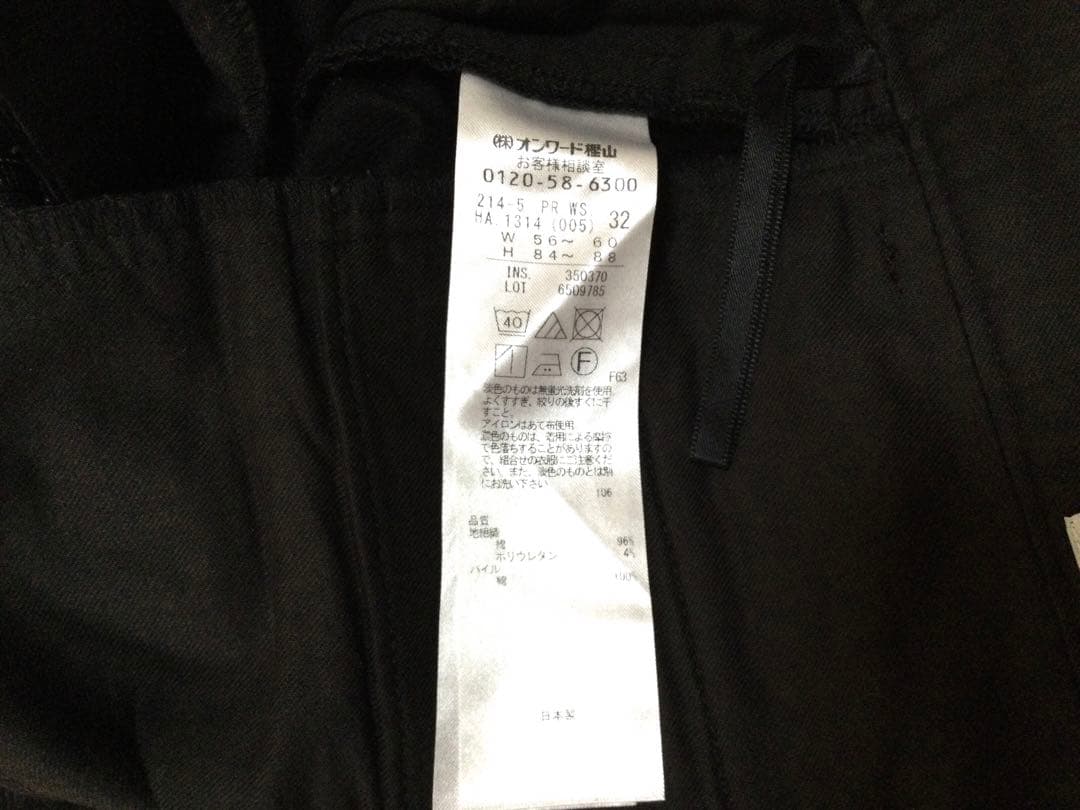 (株)オンワード樫山
お客様相談室
0120-58-6300
214-5 PR WS
HA.1314 (005) 32
W 56～ 60
H 84～ 88
INS. 350370
LOT 6509785
40
F
F63
淡色のものは無蛍光洗剤を使用
よくすすぎ、絞りの後すぐに干
すこと。
アイロンはあて布使用
濃色のものは、着用による摩擦
で色落ちすることがありますの
で、組合せの衣服にご注意くだ
さい。また、淡色のものとは別
にお洗い下さい
106
品質
地組織
綿 96%
ポリウレタン 4%
パイル
綿 100%
日本製